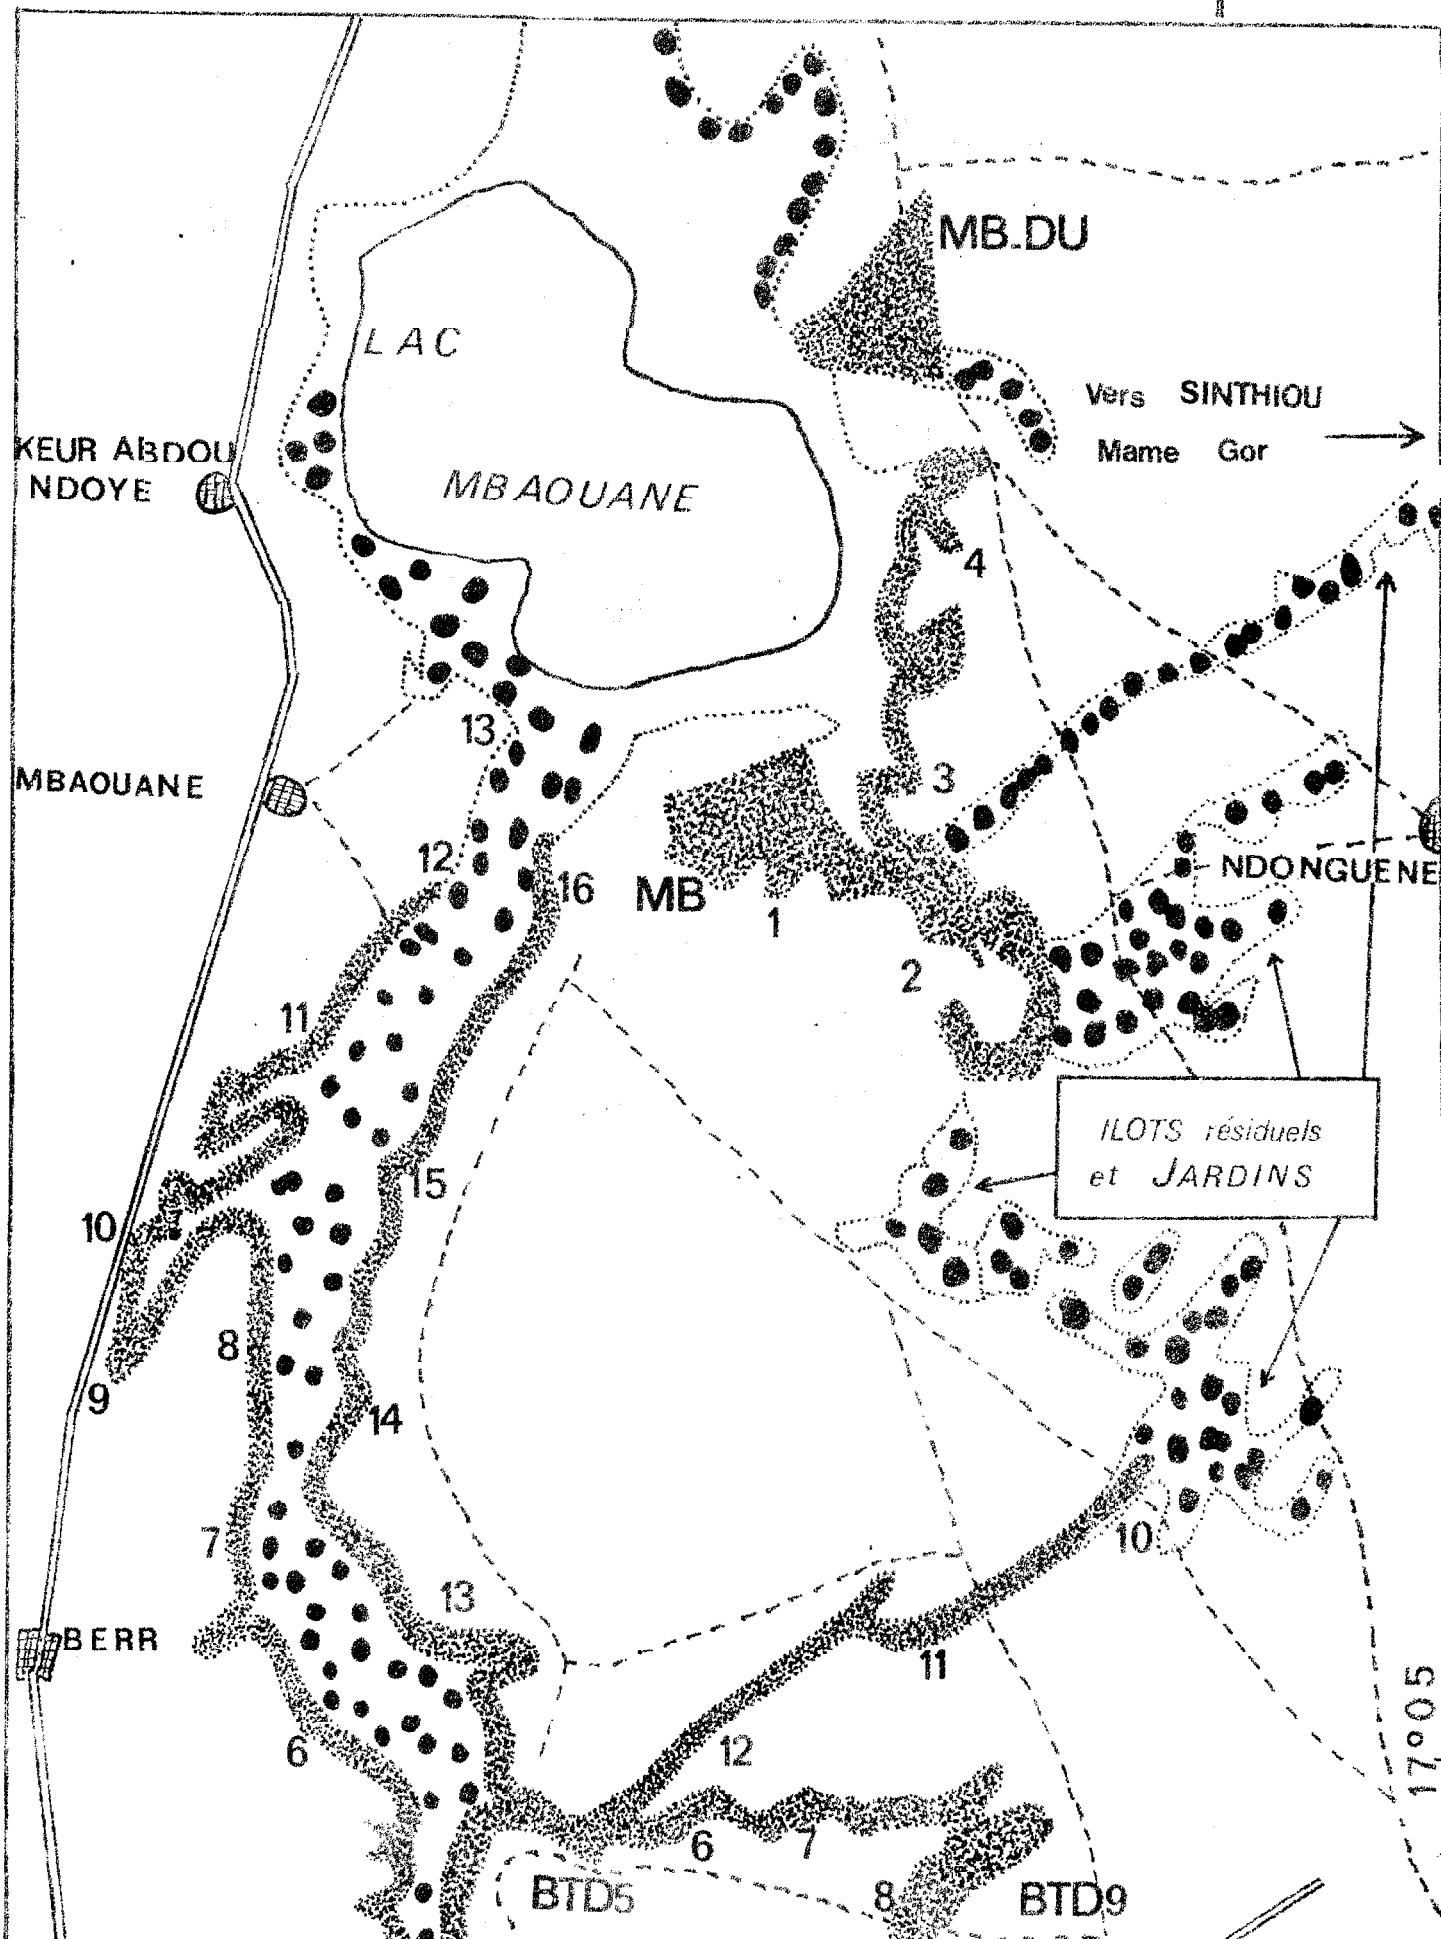 MB.DU
LAC
Vers SINTHIOU
Mame Gor
KEUR ABDOU
NDOYE
MBAOUANE
4
13
MBAOUANE
3
12
16
MB
1
NDONGUENE
2
11
ILOTS résiduels
et JARDINS
15
10
8
9
14
7
10
13
BERR
11
17°05
6
12
6
7
BTD5
8
BTD9